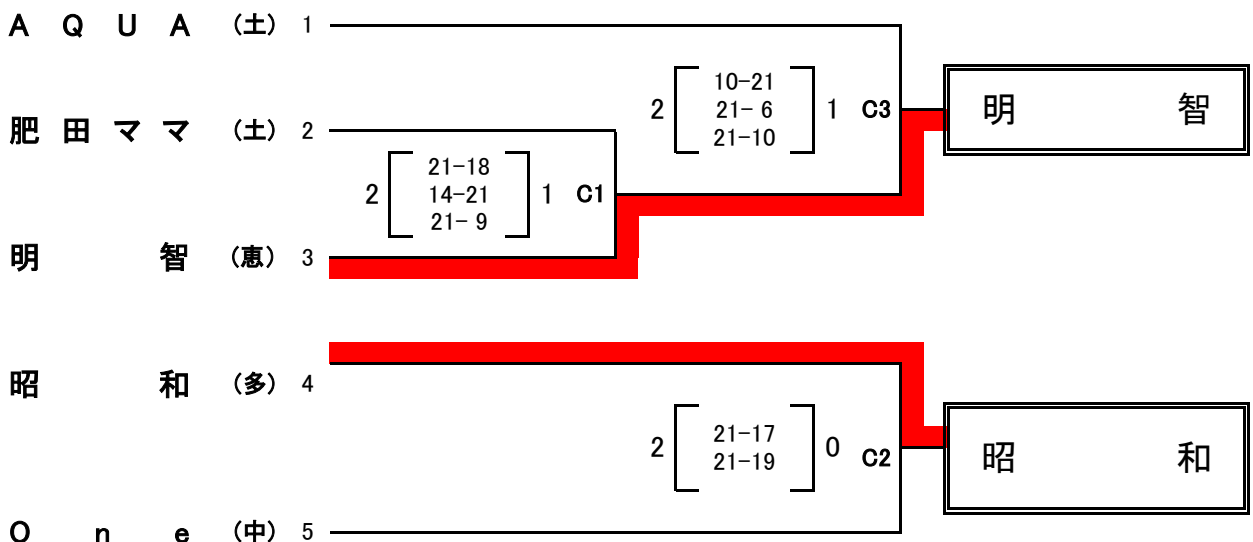 AQUA (土) 1
10-21
2 21- 6 1 C3
21-10
明智
肥田ママ (土) 2
21-18
2 14-21 1 C1
21- 9
明智 (恵) 3
昭和 (多) 4
21-17
2 21-19 0 C2
昭和
One (中) 5